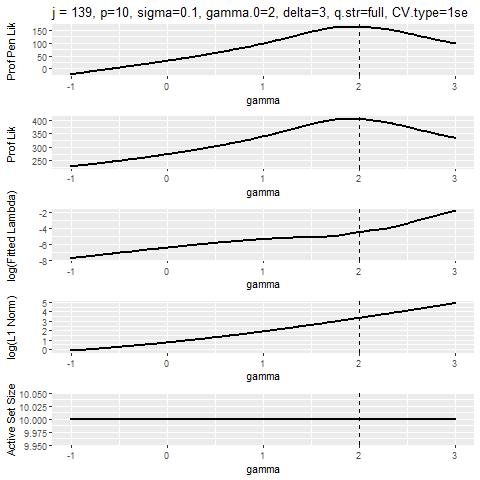 j = 139, p=10, sigma=0.1, gamma.0=2, delta=3, q.str=full, CV.type=1se
Prof Pen Lik
150
100
50
0
-1 0 1 2 3
gamma
Prof Lik
400
350
300
250
-1 0 1 2 3
gamma
log(Fitted Lambda)
-2
-4
-6
-8
-1 0 1 2 3
gamma
log(L1 Norm)
5
4
3
2
1
0
-1 0 1 2 3
gamma
Active Set Size
10.050
10.025
10.000
9.975
9.950
-1 0 1 2 3
gamma